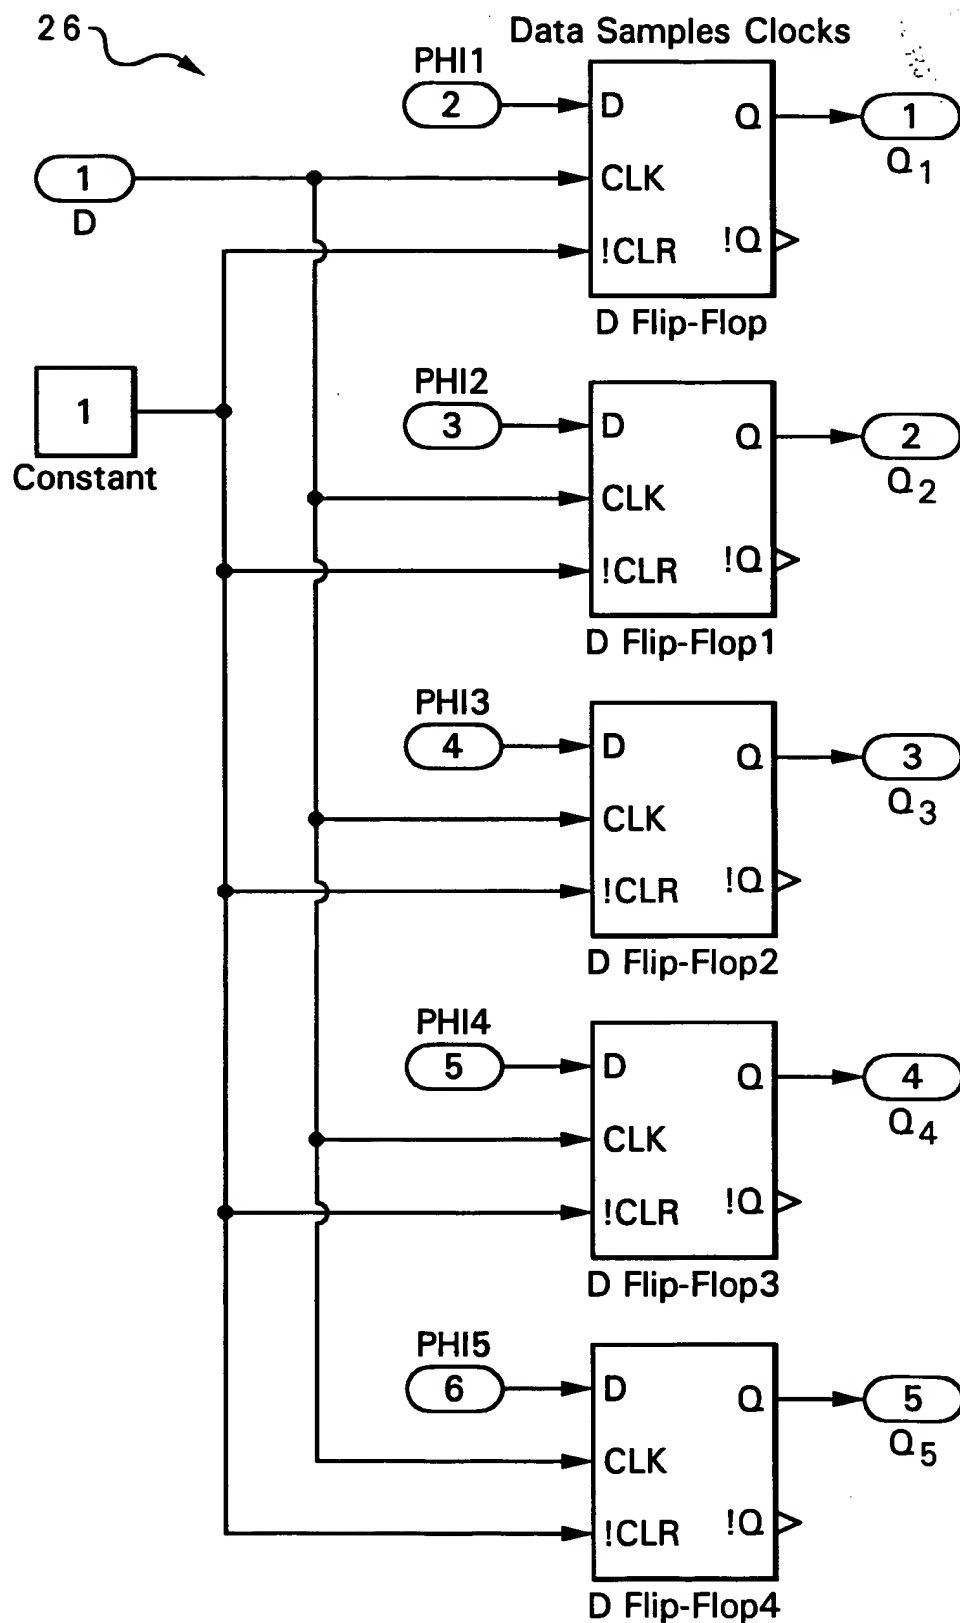 26
Data Samples Clocks
PHI1
2
D
Q
1
Q1
1
D
CLK
!CLR
!Q
D Flip-Flop
1
Constant
PHI2
3
D
Q
2
Q2
CLK
!CLR
!Q
D Flip-Flop1
PHI3
4
D
Q
3
Q3
CLK
!CLR
!Q
D Flip-Flop2
PHI4
5
D
Q
4
Q4
CLK
!CLR
!Q
D Flip-Flop3
PHI5
6
D
Q
5
Q5
CLK
!CLR
!Q
D Flip-Flop4